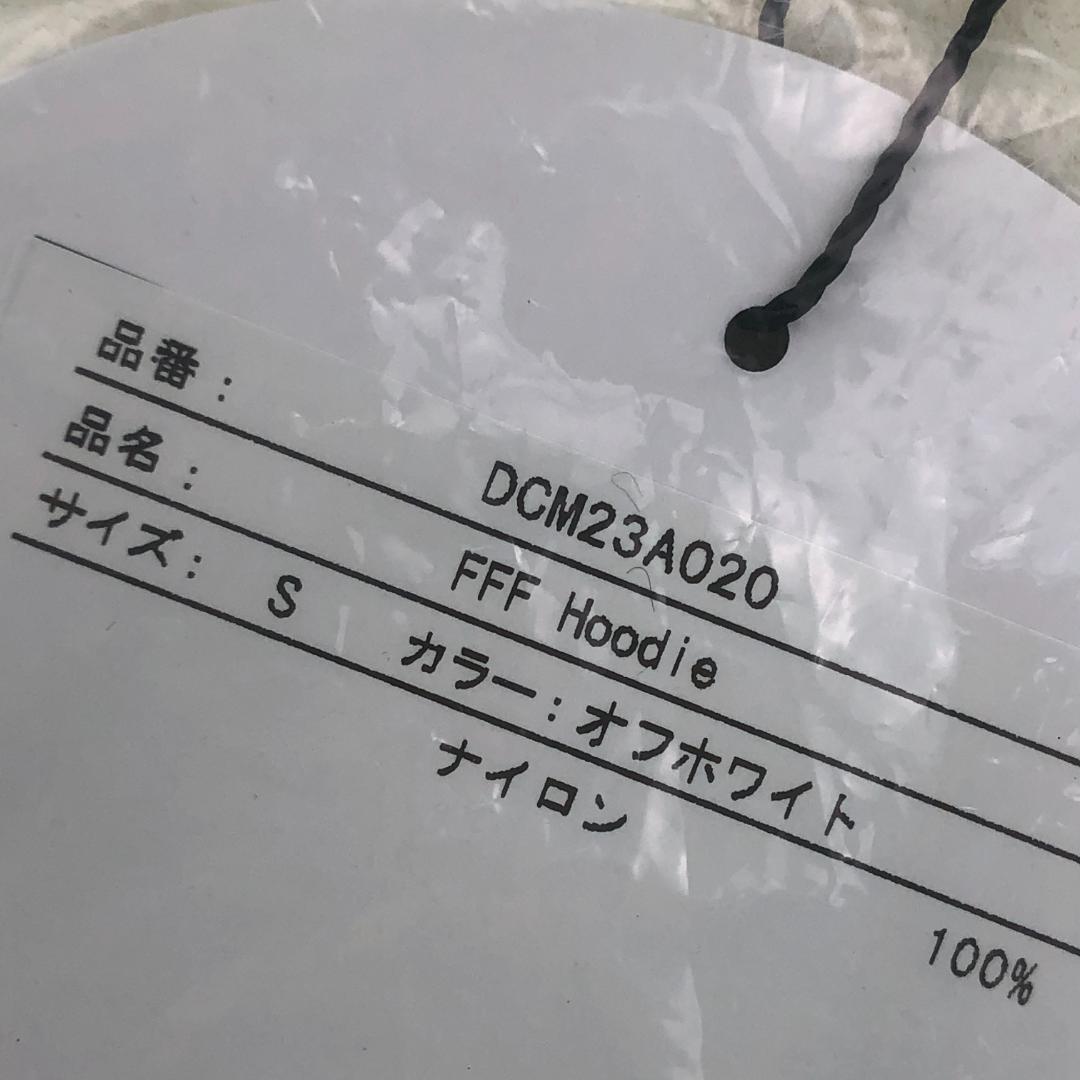 品番： DCM23A020
品名： FFF Hoodie
サイズ： S カラー：オフホワイト
ナイロン 100%